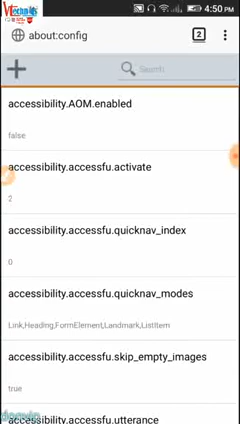 4:50 PM
about:config
2
Search
accessibility.AOM.enabled
false
accessibility.accessfu.activate
2
accessibility.accessfu.quicknav_index
0
accessibility.accessfu.quicknav_modes
Link,Heading,FormElement,Landmark,ListItem
accessibility.accessfu.skip_empty_images
true
accessibility.accessfu.utterance